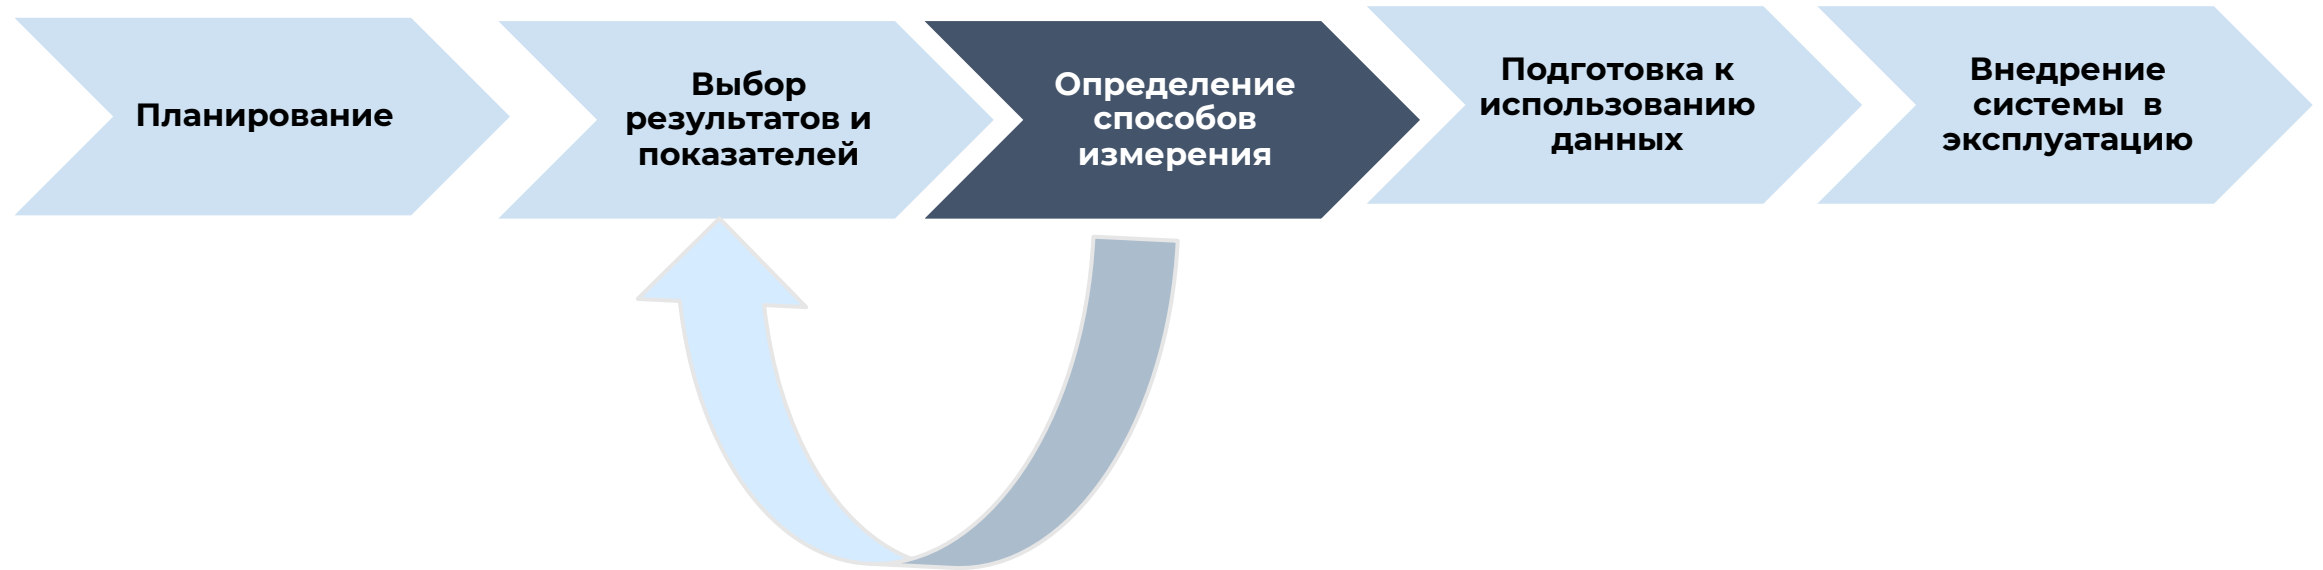 Планирование
Выбор
результатов и
показателей
Определение
способов
измерения
Подготовка к
использованию
данных
Внедрение
системы  в
эксплуатацию